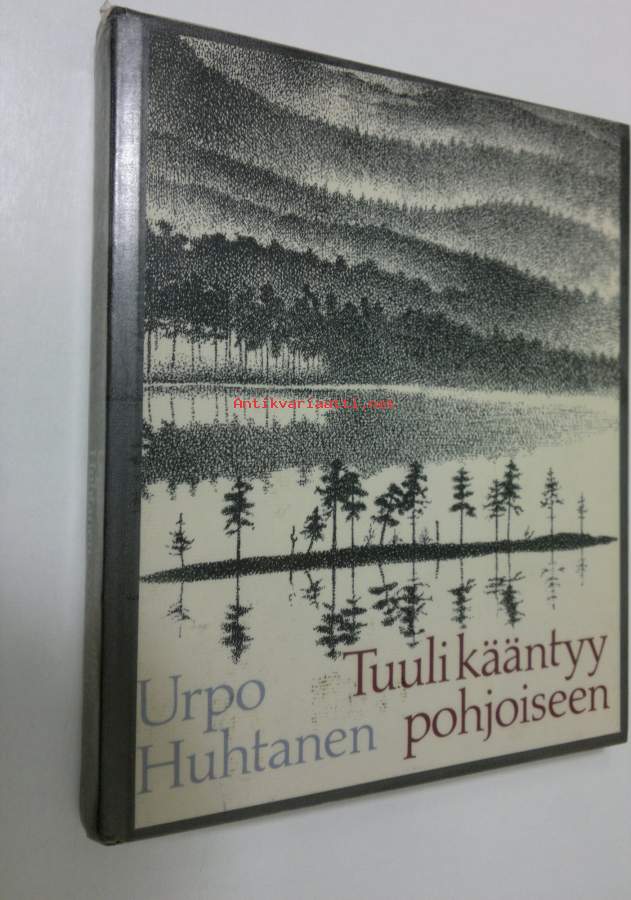 Antikvariaatti.net
Urpo
Huhtanen
Tuuli kääntyy
pohjoiseen